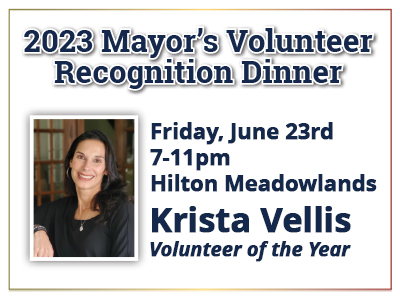 2023 Mayor’s Volunteer
Recognition Dinner
Friday, June 23rd
7-11pm
Hilton Meadowlands
Krista Vellis
Volunteer of the Year